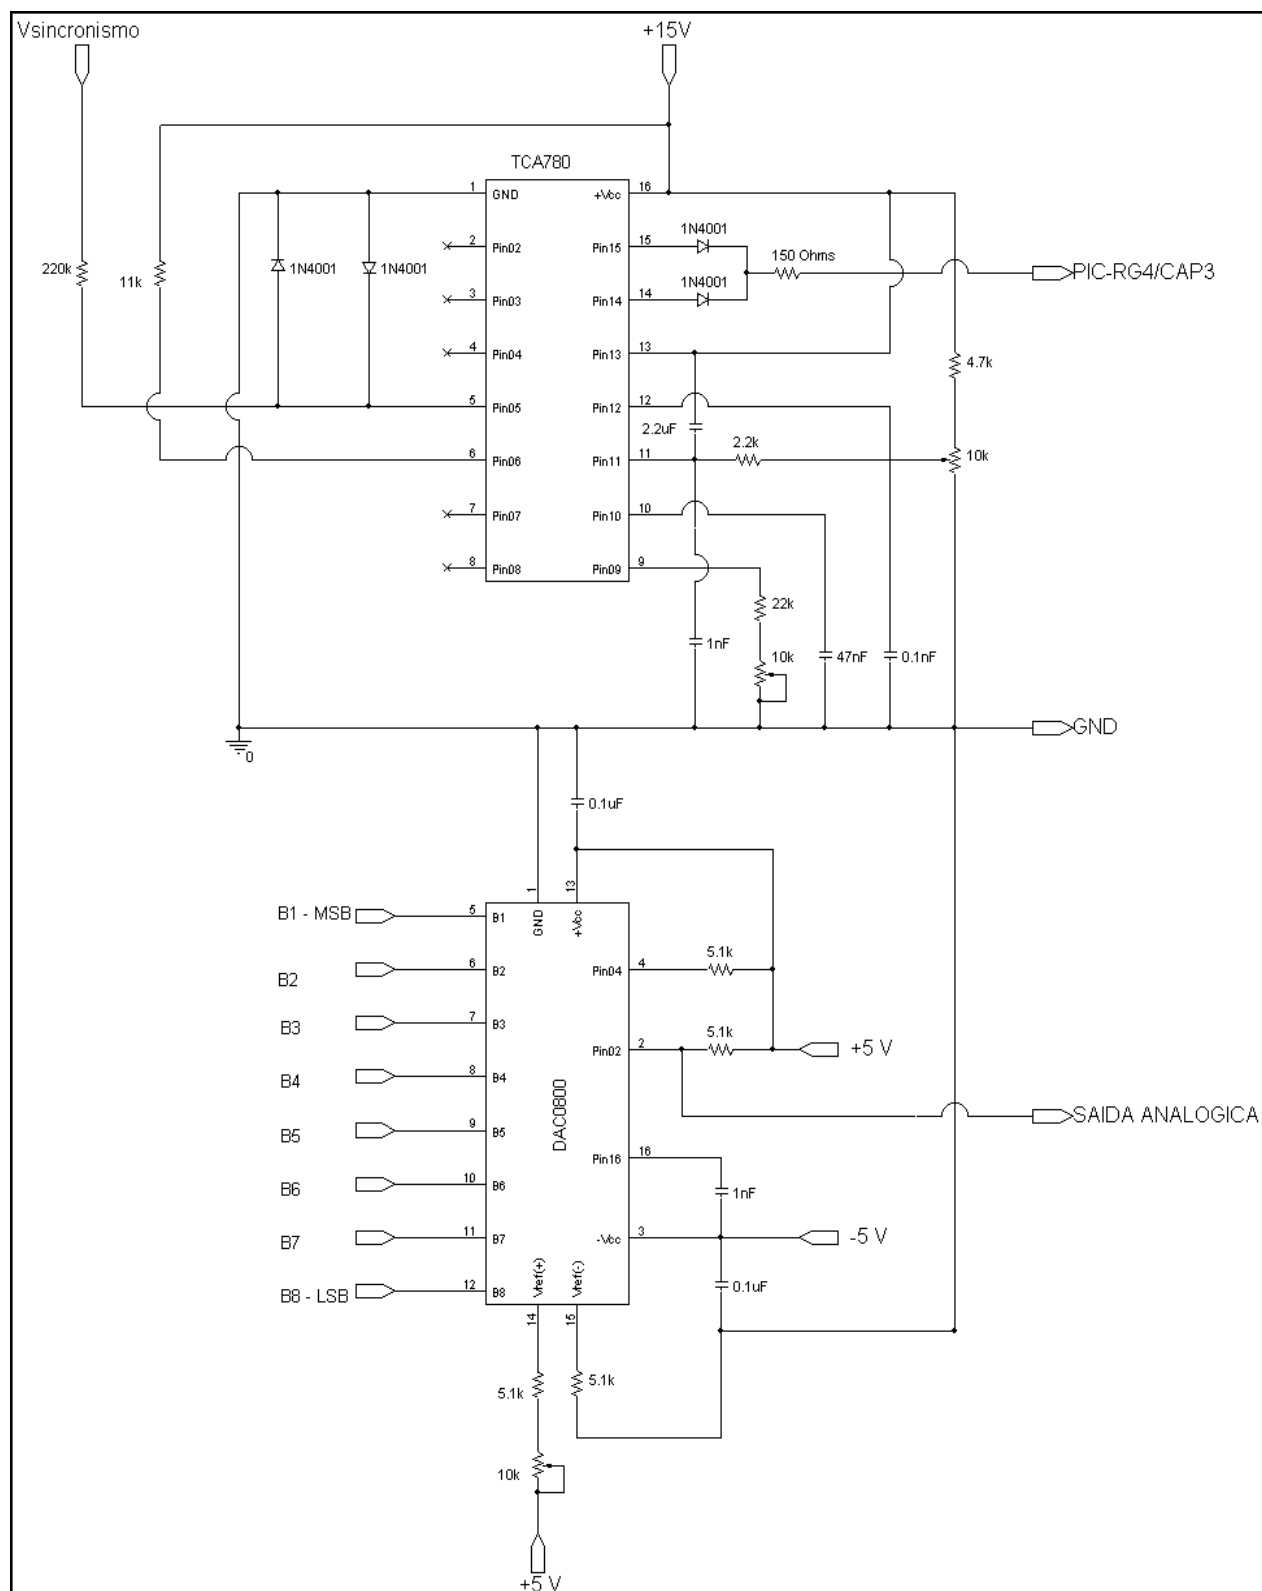 Vsincronismo
+15V
TCA780
1
GND
+Vcc
16
2
Pin02
Pin15
15
1N4001
150 Ohms
PIC-RG4/CAP3
220k
11k
1N4001
1N4001
3
Pin03
Pin14
14
1N4001
4
Pin04
Pin13
13
4.7k
5
Pin05
Pin12
12
2.2uF
2.2k
6
Pin06
Pin11
11
10k
7
Pin07
Pin10
10
8
Pin08
Pin09
9
22k
1nF
10k
47nF
0.1nF
0
GND
0.1uF
1
13
B1 - MSB
5
B1
GND
+Vcc
B2
6
B2
Pin04
4
5.1k
B3
7
B3
Pin02
2
5.1k
+5 V
B4
8
B4
DAC0800
SAIDA ANALOGICA
B5
9
B5
Pin16
16
B6
10
B6
1nF
B7
11
B7
-Vcc
3
-5 V
B8 - LSB
12
B8
Vref(+)
Vref(-)
0.1uF
14
15
5.1k
5.1k
10k
+5 V